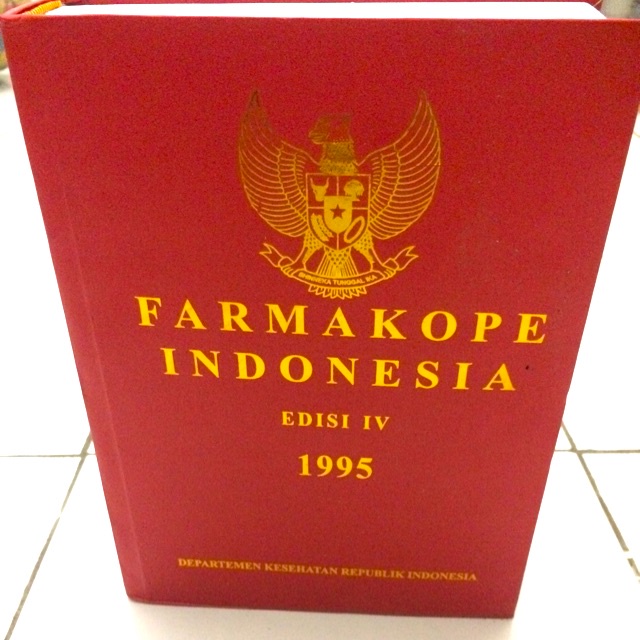 BHINNEKA TUNGGAL IKA
FARMAKOPE
INDONESIA
EDISI IV
1995
DEPARTEMEN KESEHATAN REPUBLIK INDONESIA